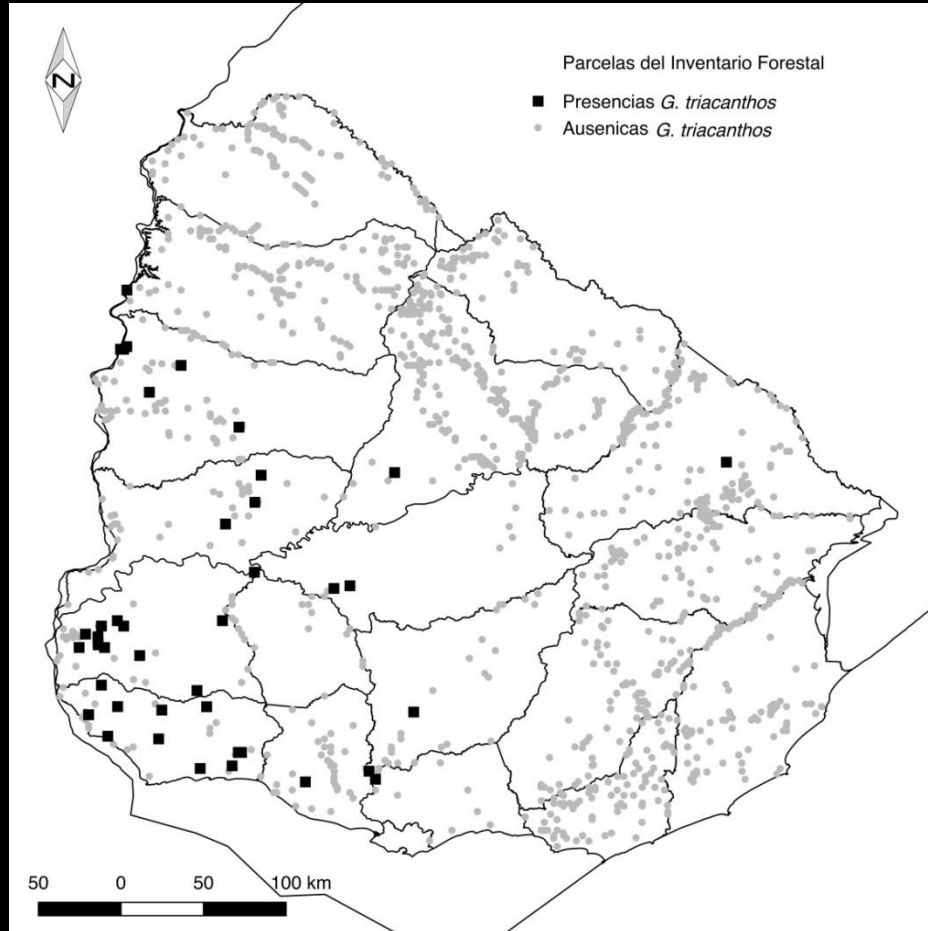 N
Parcelas del Inventario Forestal
Presencias G. triacanthos
Ausenicas G. triacanthos
50 0 50 100 km